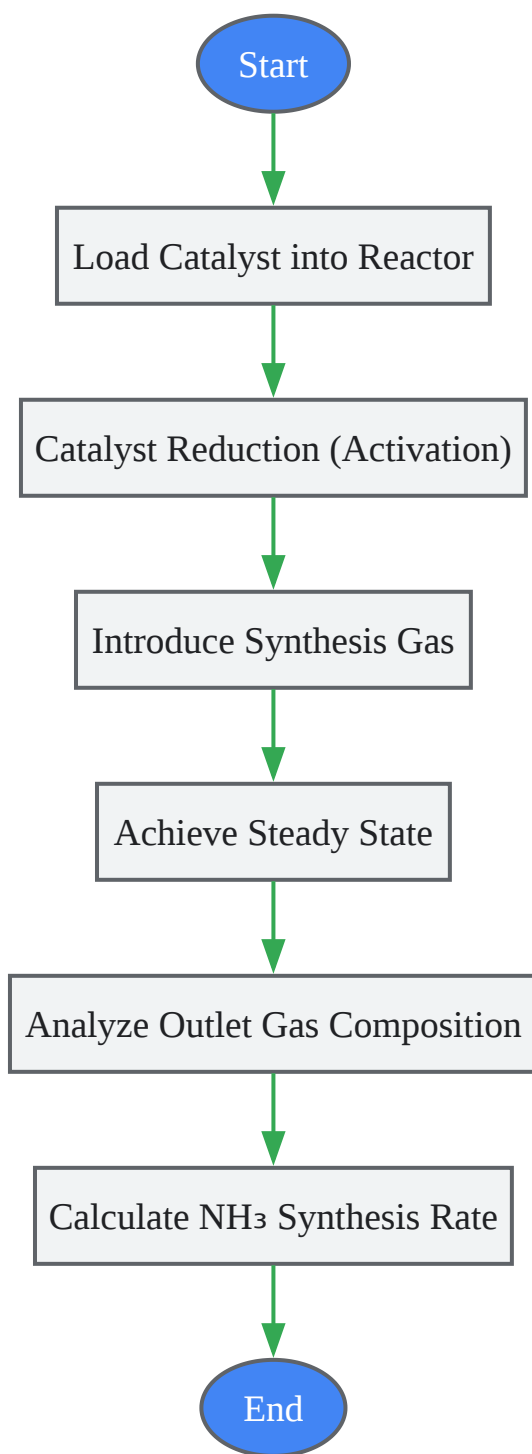 Start
Load Catalyst into Reactor
Catalyst Reduction (Activation)
Introduce Synthesis Gas
Achieve Steady State
Analyze Outlet Gas Composition
Calculate NH₃ Synthesis Rate
End